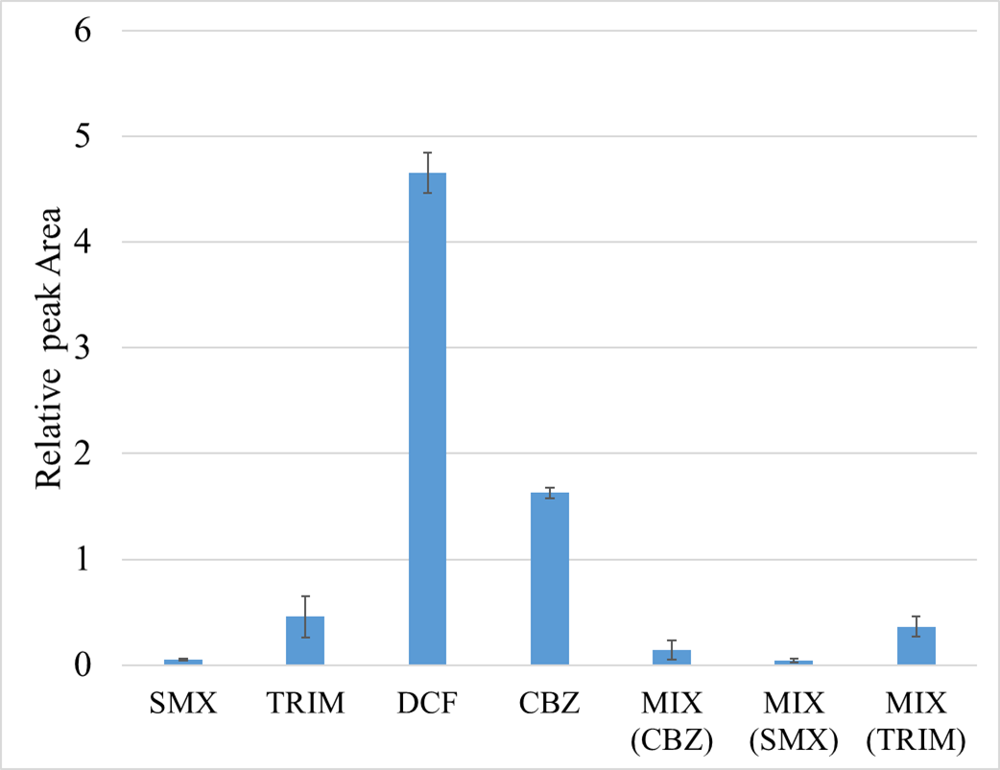 6
5
4
3
2
1
0
Relative peak Area
SMX TRIM DCF CBZ MIX MIX MIX
(CBZ) (SMX) (TRIM)